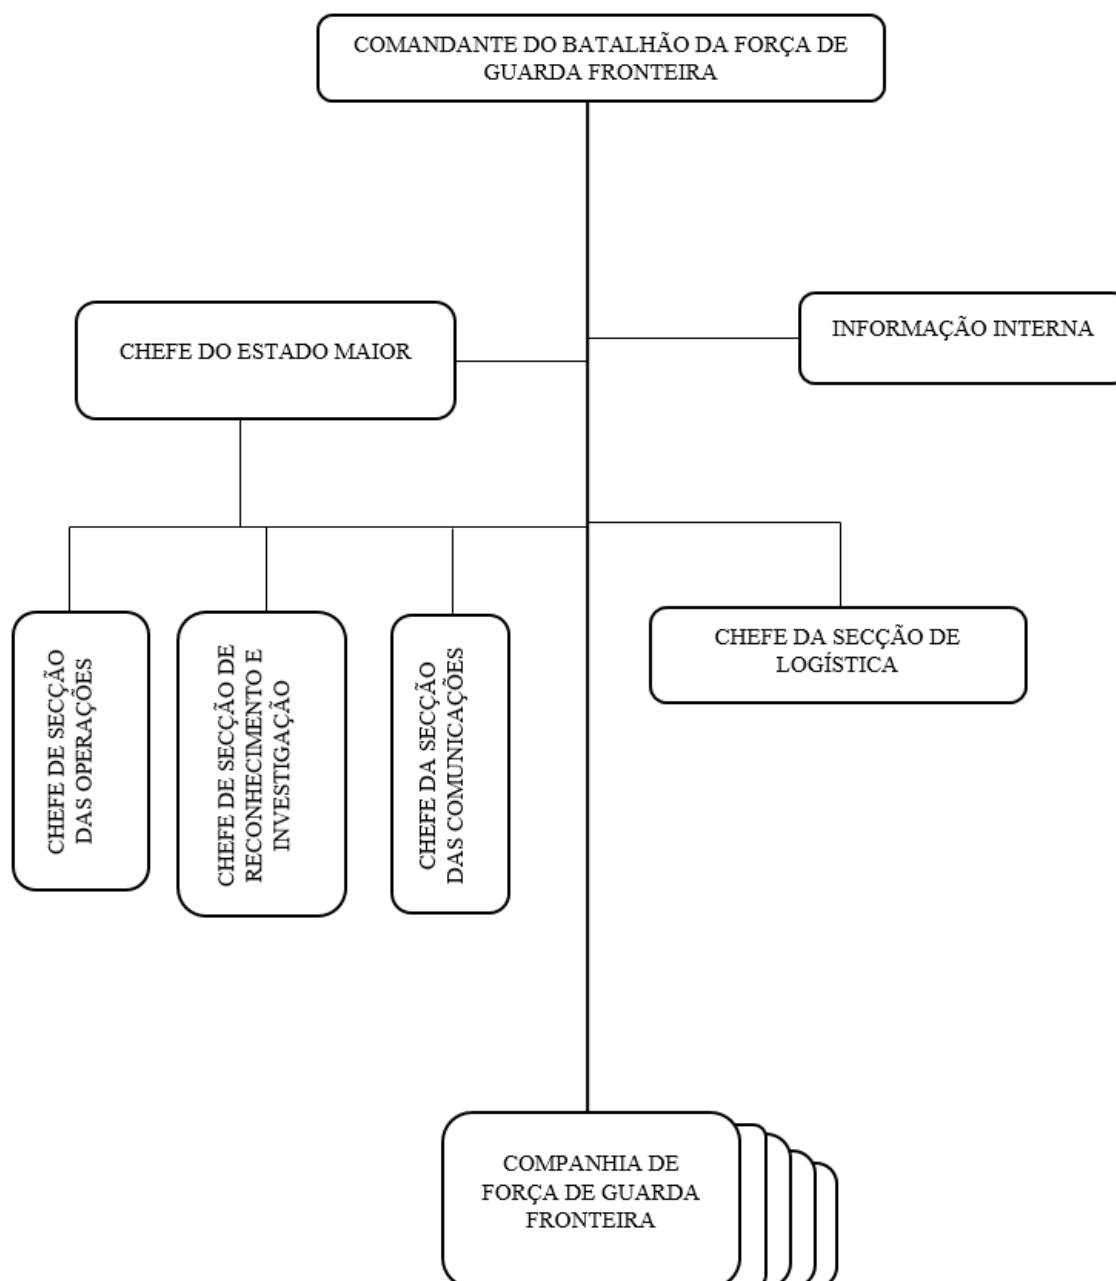 COMANDANTE DO BATALHÃO DA FORÇA DE
GUARDA FRONTEIRA
INFORMAÇÃO INTERNA
CHEFE DO ESTADO MAIOR
CHEFE DE SECÇÃO
DAS OPERAÇÕES
CHEFE DE SECÇÃO DE
RECONHECIMENTO E
INVESTIGAÇÃO
CHEFE DA SECÇÃO
DAS COMUNICAÇÕES
CHEFE DA SECÇÃO DE
LOGÍSTICA
COMPANHIA DE
FORÇA DE GUARDA
FRONTEIRA